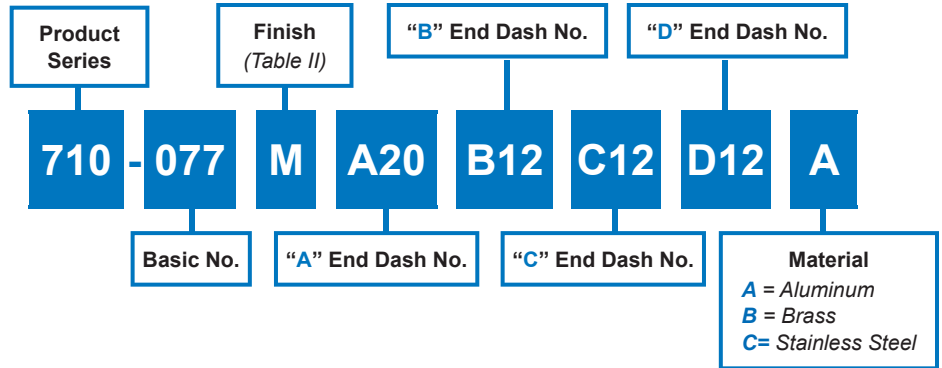 Product
Series
Finish
(Table II)
“B” End Dash No.
“D” End Dash No.
710 - 077 M A20 B12 C12 D12 A
Basic No.
“A” End Dash No.
“C” End Dash No.
Material
A = Aluminum
B = Brass
C= Stainless Steel